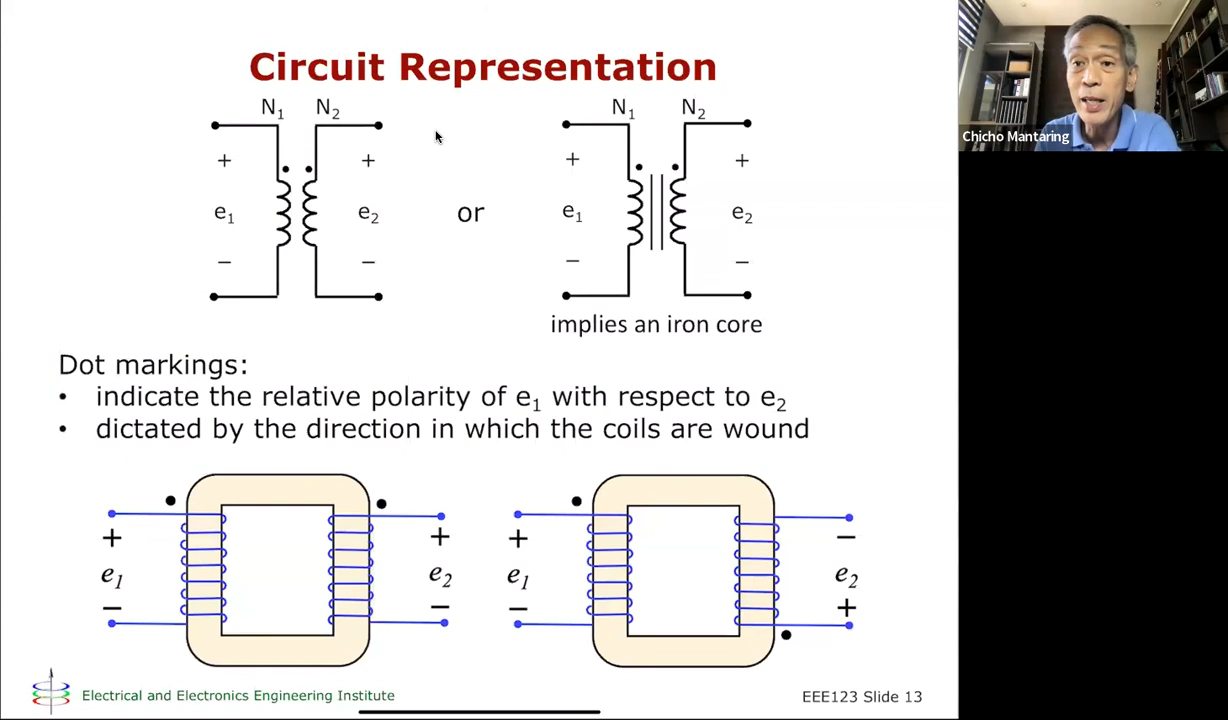 Circuit Representation
N1 N2
N1 N2
+ +
+ +
e1 e2
or
e1 e2
− −
− −
implies an iron core
Dot markings:
• indicate the relative polarity of e1 with respect to e2
• dictated by the direction in which the coils are wound
+ +
+ −
e1 e2
e1 e2
− −
− +
Electrical and Electronics Engineering Institute
EEE123 Slide 13
Chicho Mantaring